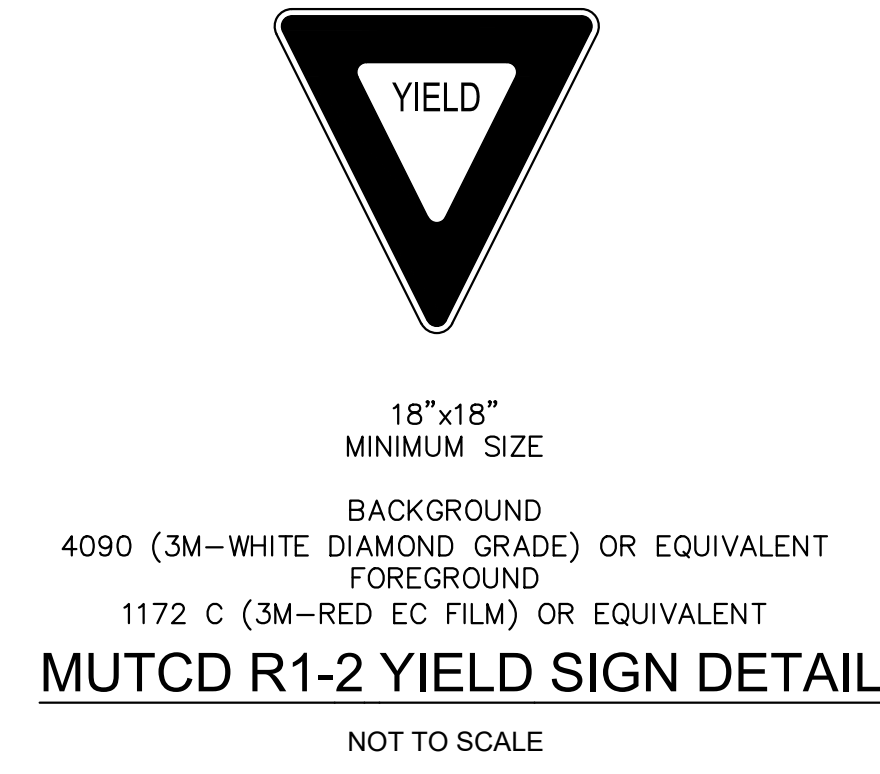 YIELD
18”x18”
MINIMUM SIZE
BACKGROUND
4090 (3M–WHITE DIAMOND GRADE) OR EQUIVALENT
FOREGROUND
1172 C (3M–RED EC FILM) OR EQUIVALENT
MUTCD R1-2 YIELD SIGN DETAIL
NOT TO SCALE